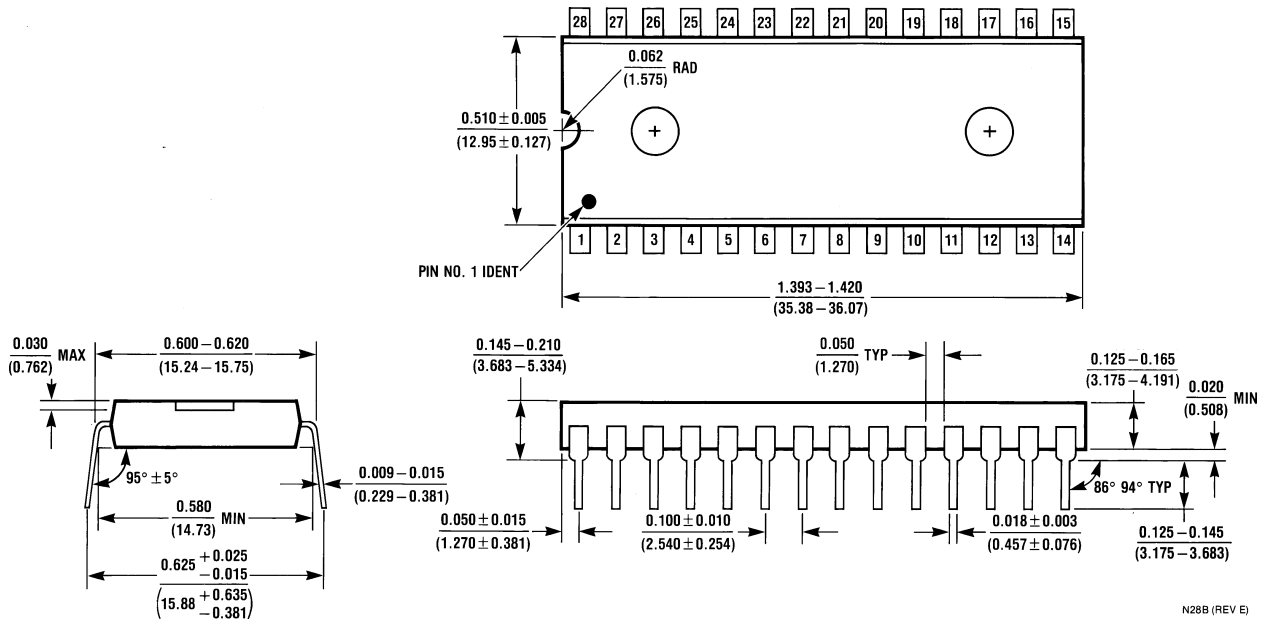 28 27 26 25 24 23 22 21 20 19 18 17 16 15
0.062
(1.575)
RAD
0.510 ± 0.005
(12.95 ± 0.127)
PIN NO. 1 IDENT
1 2 3 4 5 6 7 8 9 10 11 12 13 14
1.393 – 1.420
(35.38 – 36.07)
0.030
(0.762)
MAX
0.600 – 0.620
(15.24 – 15.75)
95° ±5°
0.009 – 0.015
(0.229 – 0.381)
0.580
(14.73)
MIN
0.625 +0.025
–0.015
(15.88 +0.635
–0.381)
0.145 – 0.210
(3.683 – 5.334)
0.050
(1.270)
TYP
0.125 – 0.165
(3.175 – 4.191)
0.020
(0.508)
MIN
86° 94° TYP
0.050 ± 0.015
(1.270 ± 0.381)
0.100 ± 0.010
(2.540 ± 0.254)
0.018 ± 0.003
(0.457 ± 0.076)
0.125 – 0.145
(3.175 – 3.683)
N28B (REV E)